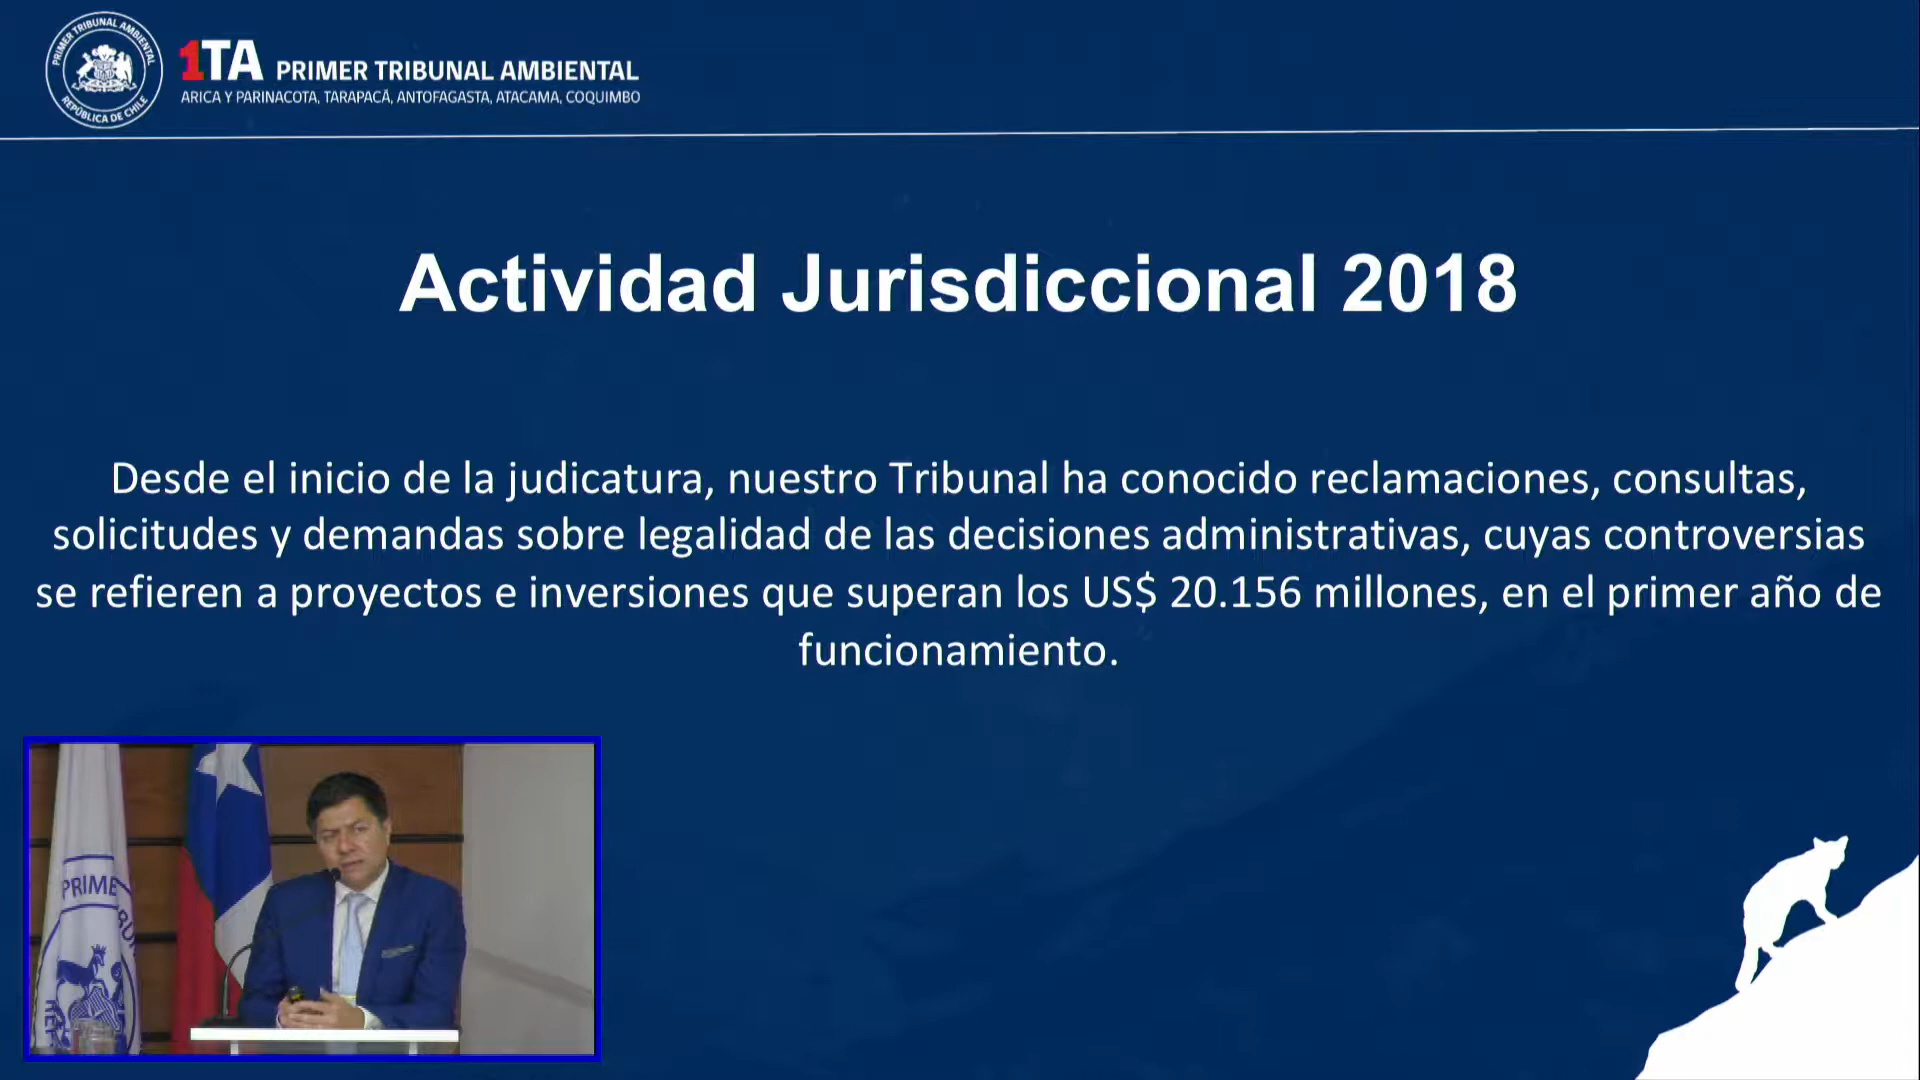 PRIMER TRIBUNAL AMBIENTAL
REPÚBLICA DE CHILE
1TA PRIMER TRIBUNAL AMBIENTAL
ARICA Y PARINACOTA, TARAPACÁ, ANTOFAGASTA, ATACAMA, COQUIMBO
Actividad Jurisdiccional 2018
Desde el inicio de la judicatura, nuestro Tribunal ha conocido reclamaciones, consultas,
solicitudes y demandas sobre legalidad de las decisiones administrativas, cuyas controversias
se refieren a proyectos e inversiones que superan los US$ 20.156 millones, en el primer año de
funcionamiento.
PRIME